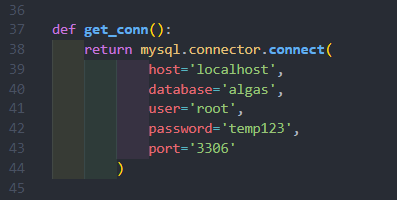 36
37 def get_conn():
38 return mysql.connector.connect(
39 host='localhost',
40 database='algas',
41 user='root',
42 password='temp123',
43 port='3306'
44 )
45